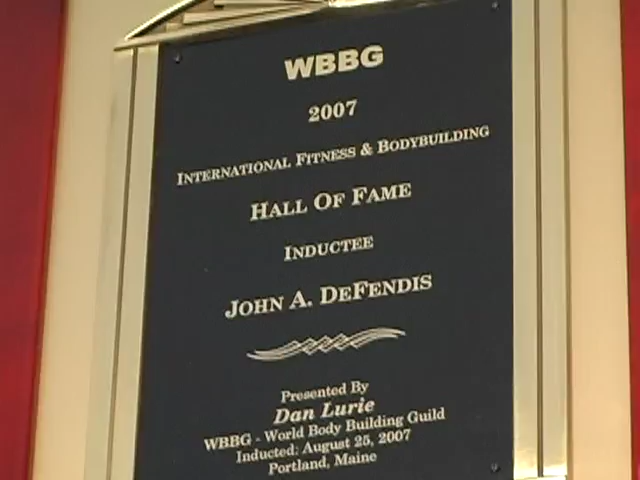 WBBG
2007
INTERNATIONAL FITNESS & BODYBUILDING
HALL OF FAME
INDUCTEE
JOHN A. DEFENDIS
Presented By
Dan Lurie
WBBG - World Body Building Guild
Inducted: August 25, 2007
Portland, Maine